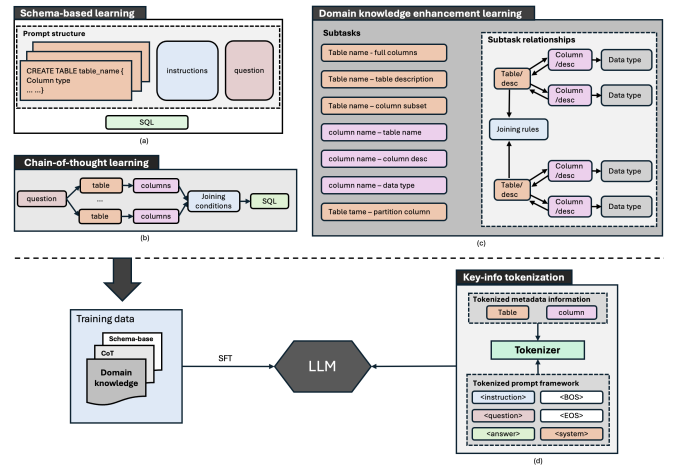 Schema-based learning
Prompt structure
CREATE TABLE table_name {
Column type
... ...}
instructions
question
SQL
(a)
Chain-of-thought learning
question
table
columns
...
table
columns
Joining
conditions
SQL
(b)
Domain knowledge enhancement learning
Subtasks
Table name - full columns
Table name – table description
Table name – column subset
column name – table name
column name – column desc
column name – data type
Table tame – partition column
Subtask relationships
Table/
desc
Column
/desc
Data type
Column
/desc
Data type
Joining rules
Table/
desc
Column
/desc
Data type
Column
/desc
Data type
(c)
Training data
Schema-base
CoT
Domain
knowledge
SFT
LLM
Key-info tokenization
Tokenized metadata information
Table
column
Tokenizer
Tokenized prompt framework
<instruction>
<BOS>
<question>
<EOS>
<answer>
<system>
(d)